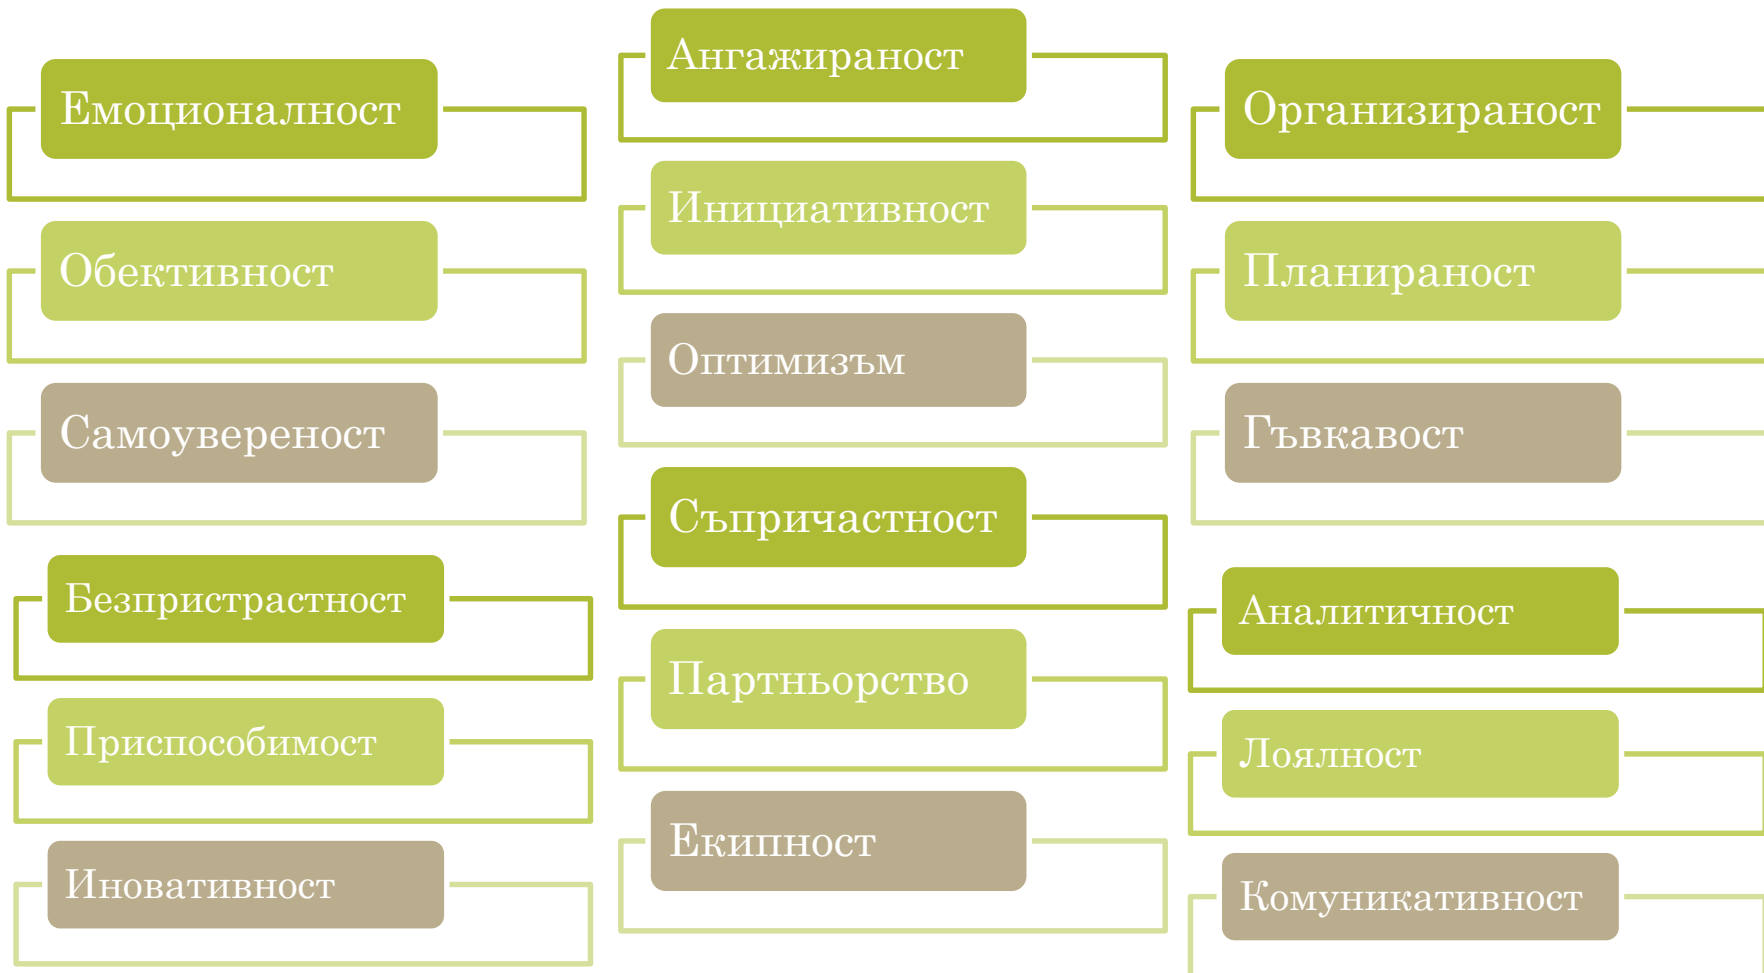 Емоционалност
Обективност
Самоувереност
Безпристрастност
Приспособимост
Иновативност
Ангажираност
Инициативност
Оптимизъм
Съпричастност
Партньорство
Екипност
Организираност
Планираност
Гъвкавост
Аналитичност
Лоялност
Комуникативност